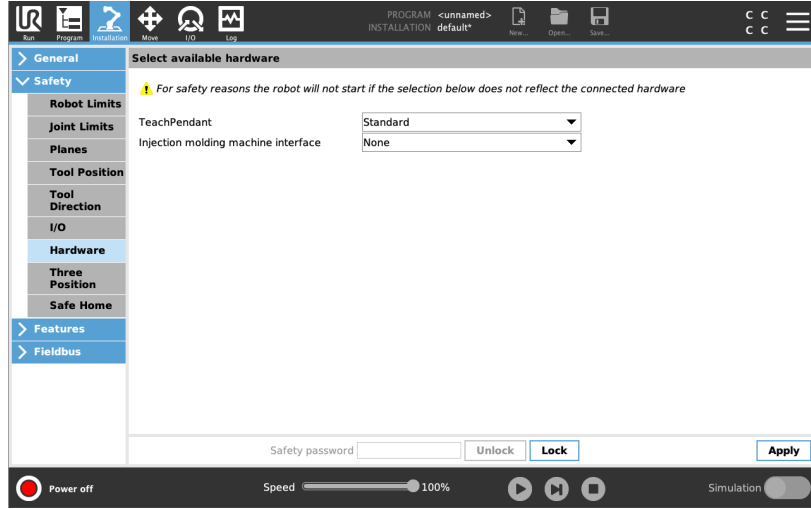 UR
Run
Program
Installation
Move
I/O
Log
PROGRAM <unnamed>
INSTALLATION default*
New...
Open...
Save...
C C
C C
General
Safety
Robot Limits
Joint Limits
Planes
Tool Position
Tool
Direction
I/O
Hardware
Three
Position
Safe Home
Features
Fieldbus
Select available hardware
For safety reasons the robot will not start if the selection below does not reflect the connected hardware
TeachPendant Standard
Injection molding machine interface None
Safety password Unlock Lock Apply
Power off Speed 100% Simulation